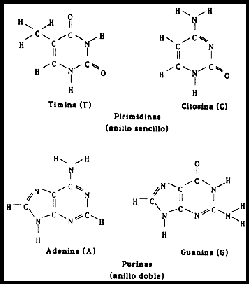 Timina (T)
Citosina (C)
Pirimidinas
(anillo sencillo)
Adenina (A)
Guanina (G)
Purinas
(anillo doble)